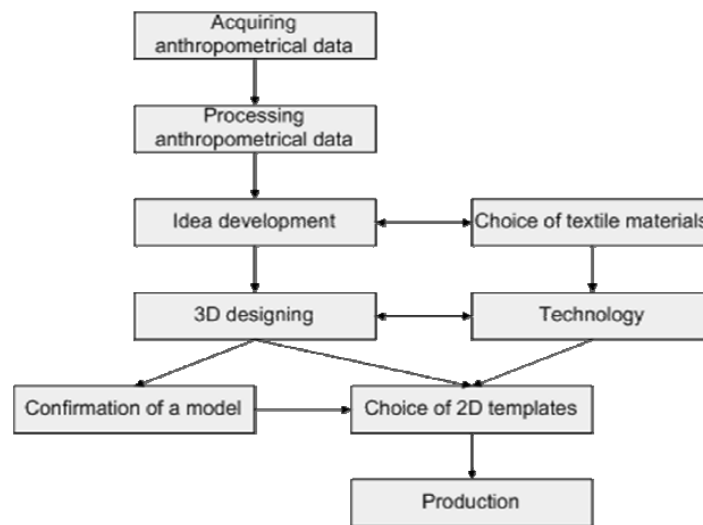 Acquiring
anthropometrical data
Processing
anthropometrical data
Idea development
Choice of textile materials
3D designing
Technology
Confirmation of a model
Choice of 2D templates
Production